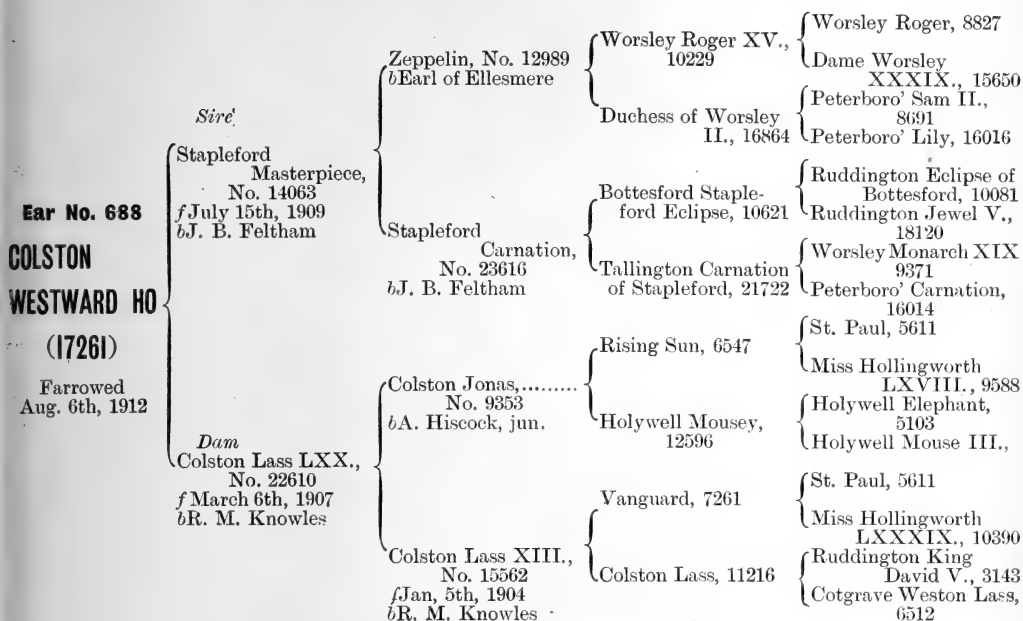 Ear No. 688
COLSTON
WESTWARD HO
(17261)
Farrowed
Aug. 6th, 1912
Sire
Stapleford
Masterpiece,
No. 14063
f July 15th, 1909
bJ. B. Feltham
Dam
Colston Lass LXX.,
No. 22610
f March 6th, 1907
bR. M. Knowles
Zeppelin, No. 12989
bEarl of Ellesmere
Stapleford
Carnation,
No. 23616
bJ. B. Feltham
Colston Jonas,.........
No. 9353
bA. Hiscock, jun.
Colston Lass XIII.,
No. 15562
fJan, 5th, 1904
bR. M. Knowles
Worsley Roger XV.,
10229
Duchess of Worsley
II., 16864
Bottesford Staple-
ford Eclipse, 10621
Tallington Carnation
of Stapleford, 21722
Rising Sun, 6547
Holywell Mousey,
12596
Vanguard, 7261
Colston Lass, 11216
Worsley Roger, 8827
Dame Worsley
XXXIX., 15650
Peterboro' Sam II.,
8691
Peterboro' Lily, 16016
Ruddington Eclipse of
Bottesford, 10081
Ruddington Jewel V.,
18120
Worsley Monarch XIX
9371
Peterboro' Carnation,
16014
St. Paul, 5611
Miss Hollingworth
LXVIII., 9588
Holywell Elephant,
5103
Holywell Mouse III.,
St. Paul, 5611
Miss Hollingworth
LXXXIX., 10390
Ruddington King
David V., 3143
Cotgrave Weston Lass,
6512